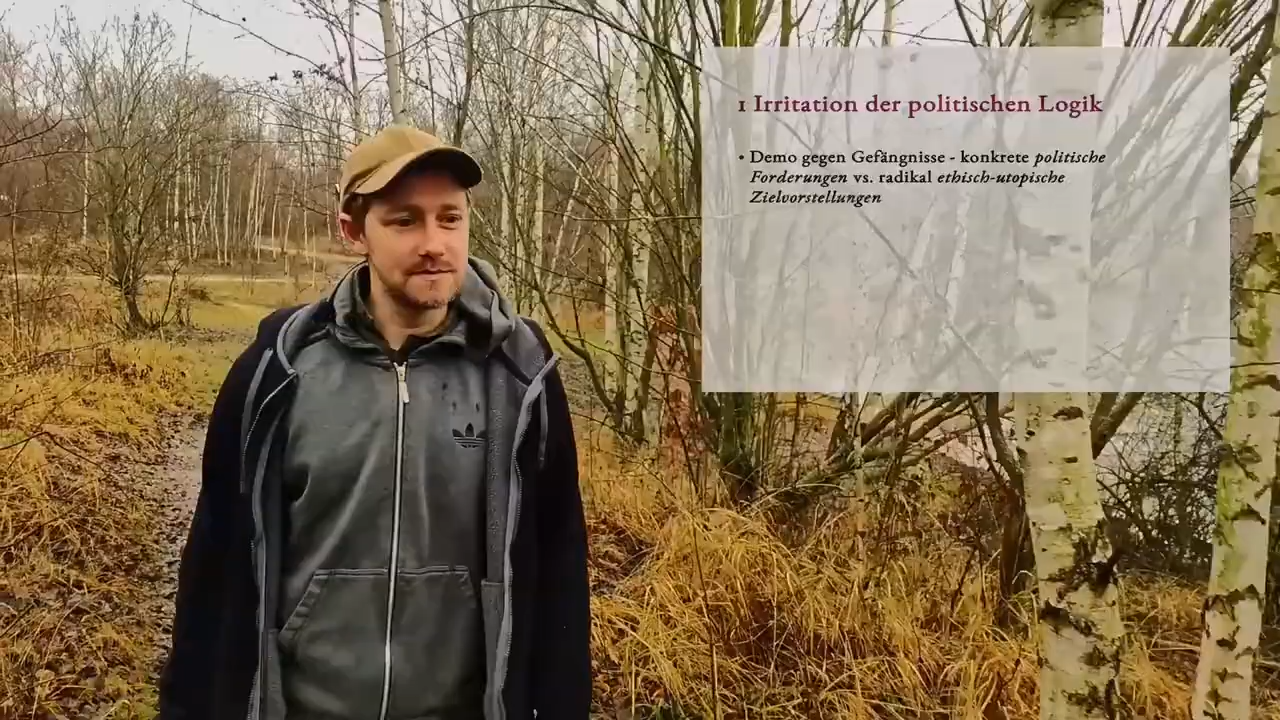 1 Irritation der politischen Logik
• Demo gegen Gefängnisse - konkrete politische
Forderungen vs. radikal ethisch-utopische
Zielvorstellungen